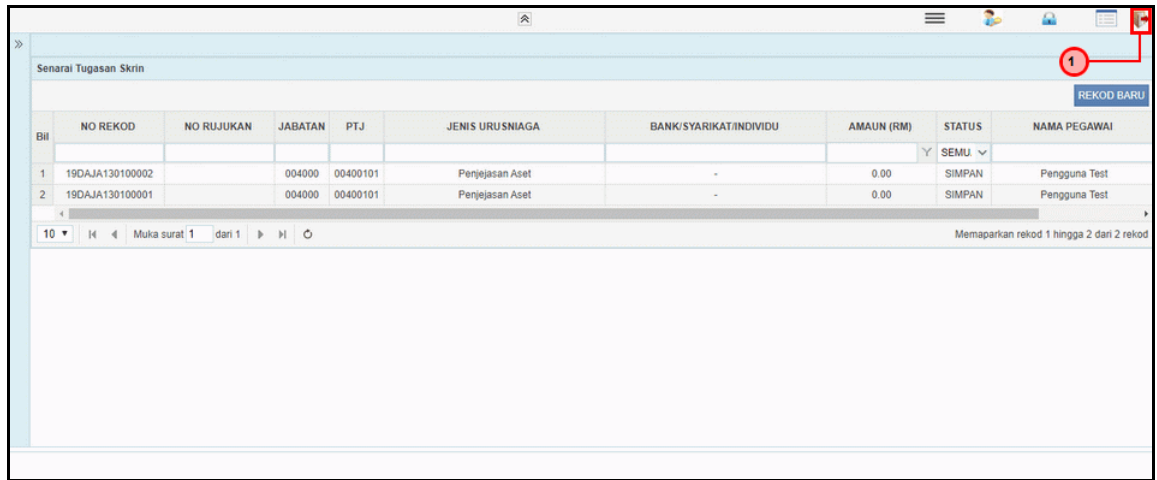 1
Senarai Tugasan Skrin
REKOD BARU
Bil NO REKOD NO RUJUKAN JABATAN PTJ JENIS URUSNIAGA BANK/SYARIKAT/INDIVIDU AMAUN (RM) STATUS NAMA PEGAWAI
SEMU.
1 19DAJA130100002 004000 00400101 Penjejasan Aset - 0.00 SIMPAN Pengguna Test
2 19DAJA130100001 004000 00400101 Penjejasan Aset - 0.00 SIMPAN Pengguna Test
10 Muka surat 1 dari 1 Memaparkan rekod 1 hingga 2 dari 2 rekod